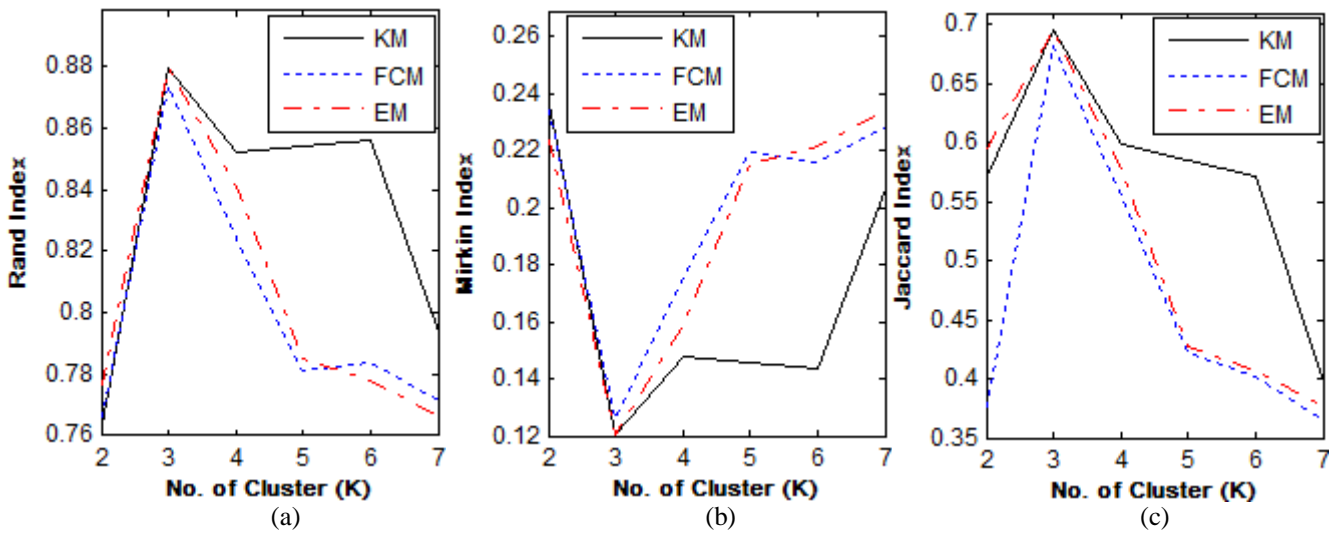 KM
FCM
EM
0.88
0.86
0.84
0.82
0.8
0.78
0.76
Rand Index
2 3 4 5 6 7
No. of Cluster (K)
(a)
KM
FCM
EM
0.26
0.24
0.22
0.2
0.18
0.16
0.14
0.12
Mirkin Index
2 3 4 5 6 7
No. of Cluster (K)
(b)
KM
FCM
EM
0.7
0.65
0.6
0.55
0.5
0.45
0.4
0.35
Jaccard Index
2 3 4 5 6 7
No. of Cluster (K)
(c)